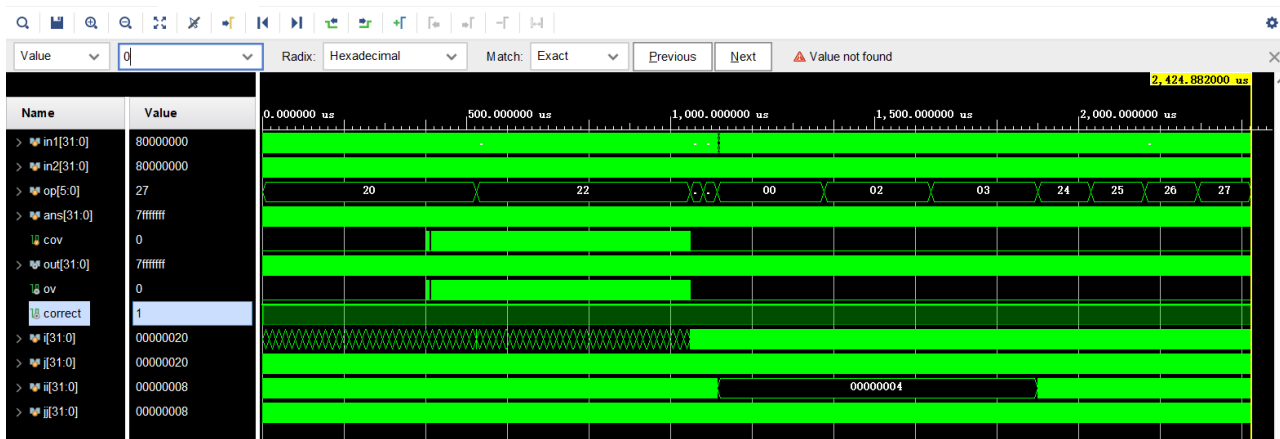 Value 0 Radix: Hexadecimal Match: Exact Previous Next Value not found
2,424.882000 us
Name Value 0.000000 us 500.000000 us 1,000.000000 us 1,500.000000 us 2,000.000000 us
in1[31:0] 80000000
in2[31:0] 80000000
op[5:0] 27 20 22 . . 00 02 03 24 25 26 27
ans[31:0] 7fffffff
cov 0
out[31:0] 7fffffff
ov 0
correct 1
i[31:0] 00000020
j[31:0] 00000020
ii[31:0] 00000008 00000004
jj[31:0] 00000008